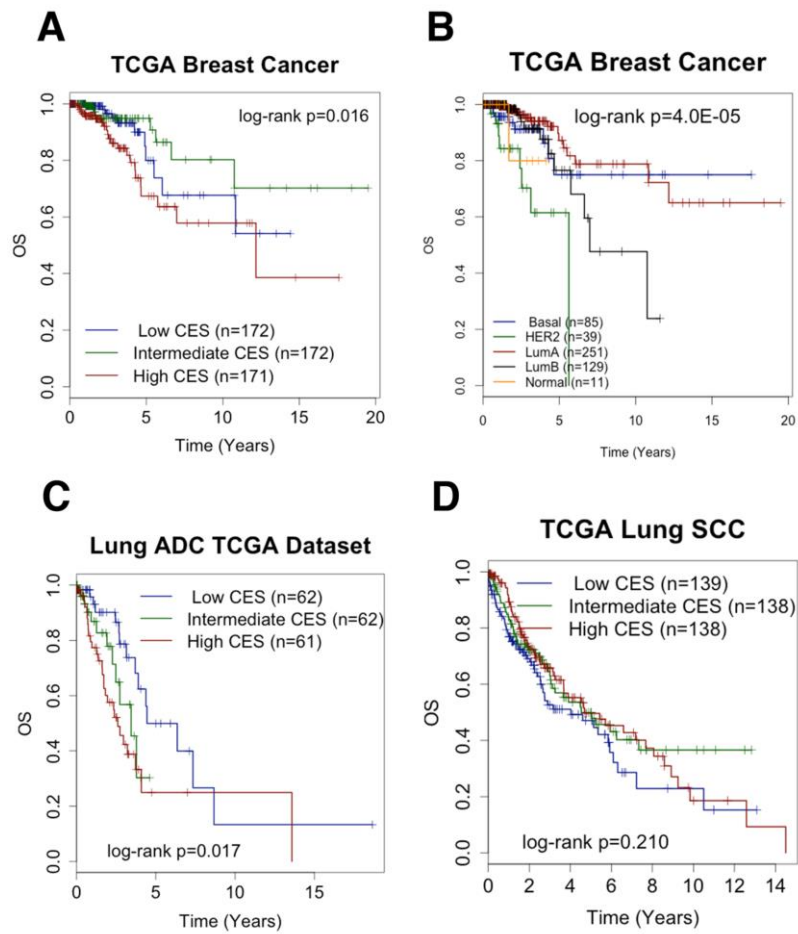 A
TCGA Breast Cancer
log-rank p=0.016
OS
1.0
0.8
0.6
0.4
0.2
0.0
Low CES (n=172)
Intermediate CES (n=172)
High CES (n=171)
0 5 10 15 20
Time (Years)
B
TCGA Breast Cancer
log-rank p=4.0E-05
OS
1.0
0.8
0.6
0.4
0.2
0.0
Basal (n=85)
HER2 (n=39)
LumA (n=251)
LumB (n=129)
Normal (n=11)
0 5 10 15 20
Time (Years)
C
Lung ADC TCGA Dataset
Low CES (n=62)
Intermediate CES (n=62)
High CES (n=61)
OS
1.0
0.8
0.6
0.4
0.2
0.0
log-rank p=0.017
0 5 10 15
Time (Years)
D
TCGA Lung SCC
Low CES (n=139)
Intermediate CES (n=138)
High CES (n=138)
OS
1.0
0.8
0.6
0.4
0.2
0.0
log-rank p=0.210
0 2 4 6 8 10 12 14
Time (Years)